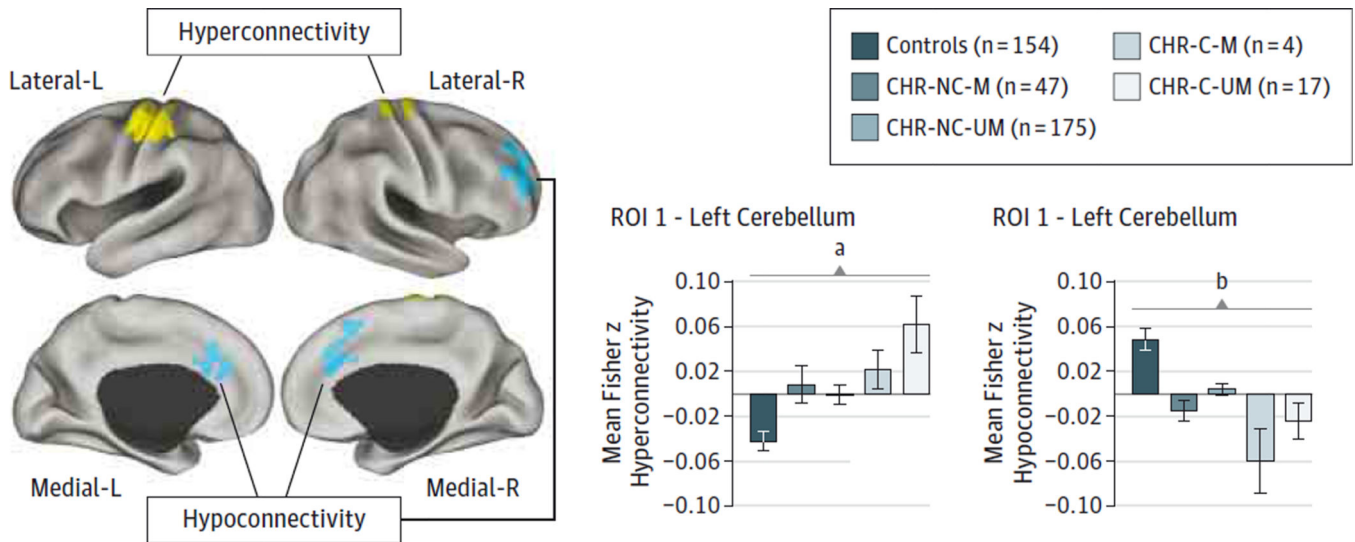 Hyperconnectivity
Lateral-L
Lateral-R
Medial-L
Medial-R
Hypoconnectivity
Controls (n=154)
CHR-NC-M (n=47)
CHR-NC-UM (n=175)
CHR-C-M (n=4)
CHR-C-UM (n=17)
ROI 1 - Left Cerebellum
a
Mean Fisher z
Hyperconnectivity
0.10
0.06
0.02
−0.02
−0.06
−0.10
ROI 1 - Left Cerebellum
b
Mean Fisher z
Hypoconnectivity
0.10
0.06
0.02
−0.02
−0.06
−0.10